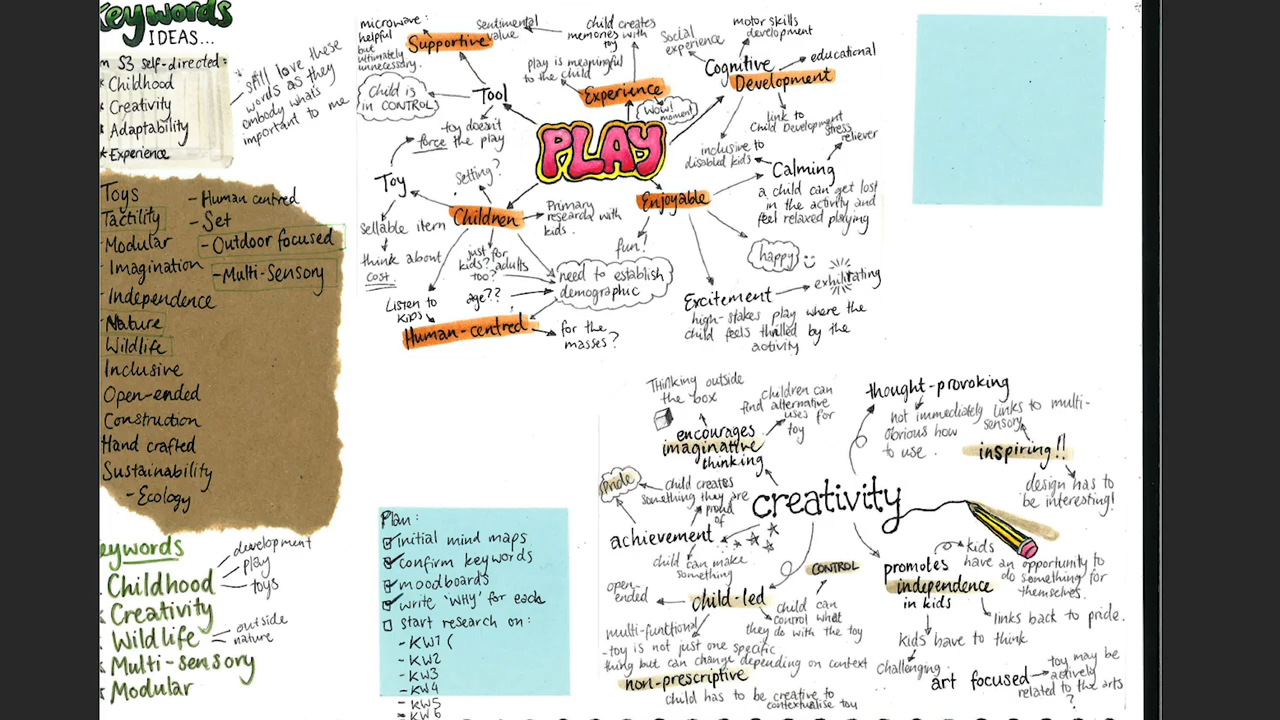 Keywords
IDEAS...
S3 self-directed:
Childhood
Creativity
Adaptability
Experience
still love these
words as they
embody what's
important to me
Toys
Tactility
Modular
Imagination
Independence
Nature
Wildlife
Inclusive
Open-ended
Construction
Hand crafted
Sustainability
- Ecology
- Human centred
- Set
- Outdoor focused
- Multi-Sensory
keywords
Childhood
development
play
toys
Creativity
Wildlife
outside
nature
Multi-sensory
Modular
PLAY
microwave:
helpful
but
ultimately
unnecessary.
Supportive
sentimental
value
child creates
memories with
toy
play is meaningful
to the child
Experience
Wow!
moment
Tool
Child is
in CONTROL
toy doesn't
force the play
Toy
sellable item
think about
cost.
setting?
Children
Primary
research with
kids.
just for
kids? adults
too?
age??
need to establish
demographic
Listen to
kids
Human-centred
for the
masses?
Social
experience
motor skills
development
Cognitive
Development
educational
link to
Child Development
inclusive to
disabled kids
stress
reliever
Calming
a child can get lost
in the activity and
feel relaxed playing
Enjoyable
fun!
happy
Excitement
exhilirating
high-stakes play where the
child feels thrilled by the
activity
Plan:
initial mind maps
confirm keywords
moodboards
write 'WHY' for each
start research on:
- KW1 (
- KW2
- KW3
- KW4
- KW5
- KW6
creativity
Thinking outside
the box
children can
find alternative
uses for
toy
encourages
imaginative
thinking
thought-provoking
not immediately
obvious how
to use.
links to multi-
sensory
inspiring!!
design has to
be interesting!
pride
child creates
something they are
proud
of
achievement
child can make
something
open-
ended
child-led
CONTROL
child can
control what
they do with the toy
multi-functional
- toy is not just one specific
thing but can change depending on context
non-prescriptive
child has to be creative to
contextualise toy
promotes
independence
in kids
kids
have an opportunity to
do something for
themselves.
links back to pride.
kids have to think
challenging
art focused
toy may be
actively
related to the arts
?